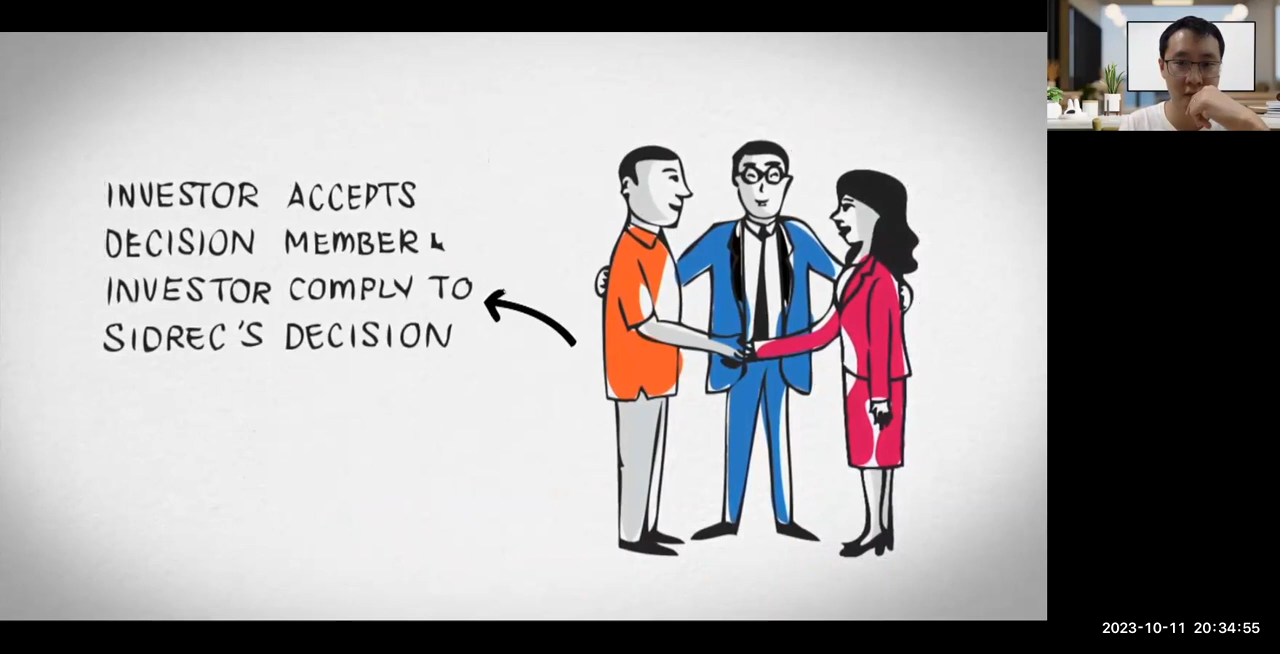 INVESTOR ACCEPTS
DECISION MEMBER &
INVESTOR COMPLY TO
SIDREC'S DECISION
2023-10-11 20:34:55